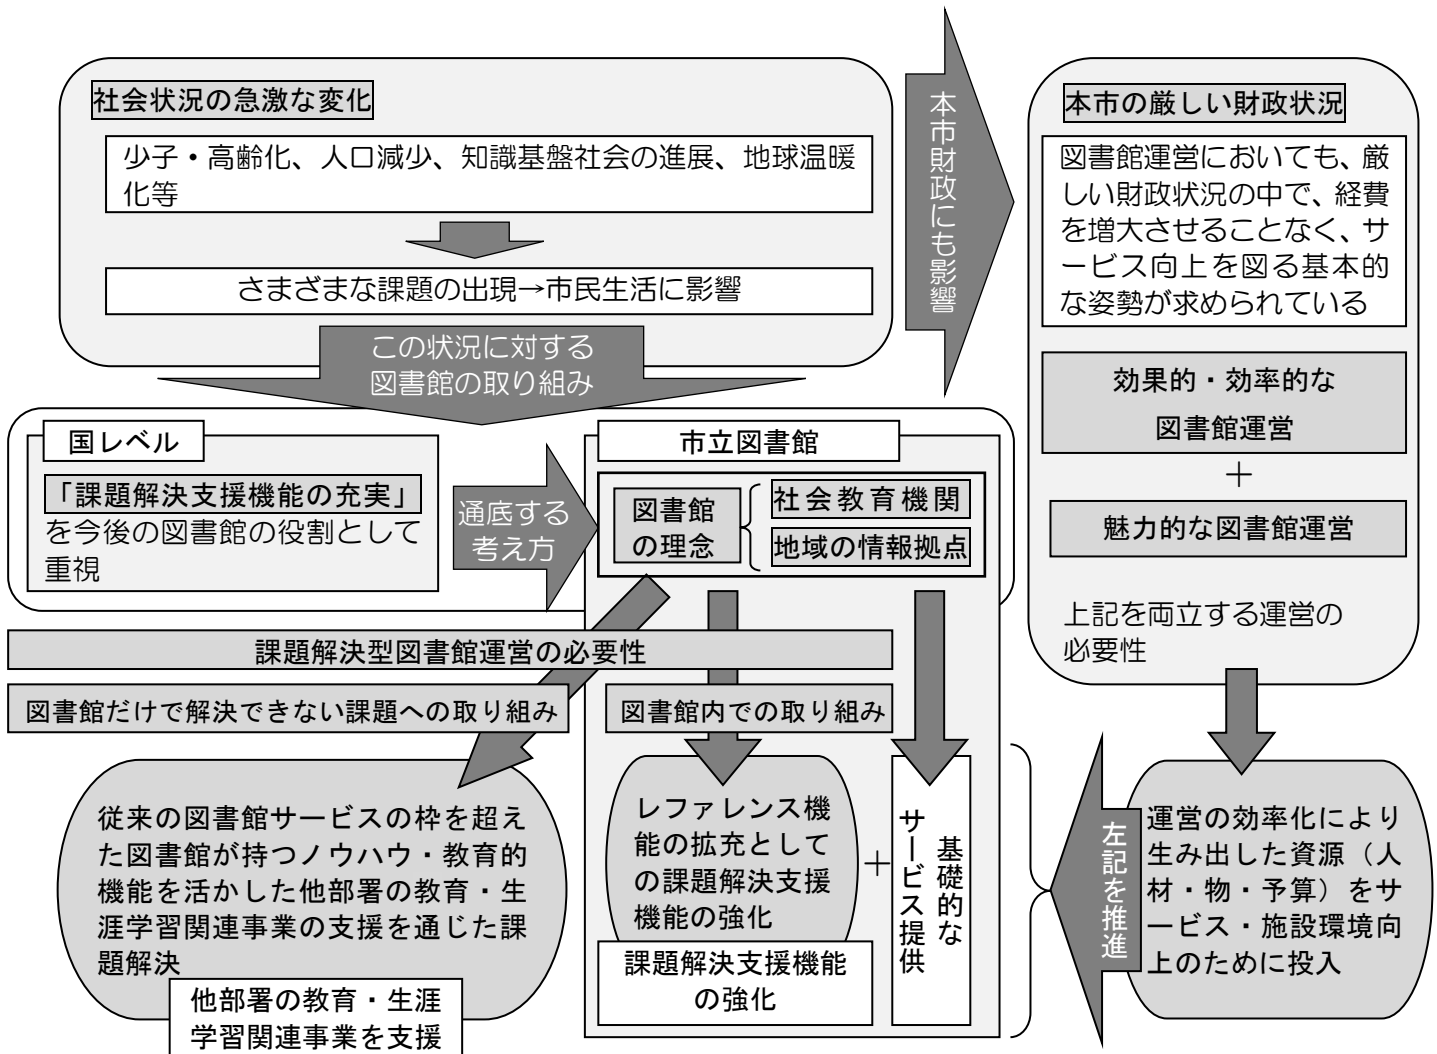 社会状況の急激な変化
少子・高齢化、人口減少、知識基盤社会の進展、地球温暖
化等
さまざまな課題の出現→市民生活に影響
本市財政にも影響
本市の厳しい財政状況
図書館運営においても、厳
しい財政状況の中で、経費
を増大させることなく、サ
ービス向上を図る基本的
な姿勢が求められている
効果的・効率的な
図書館運営
＋
魅力的な図書館運営
上記を両立する運営の
必要性
この状況に対する
図書館の取り組み
国レベル
「課題解決支援機能の充実」
を今後の図書館の役割として
重視
通底する
考え方
市立図書館
図書館
の理念
社会教育機関
地域の情報拠点
課題解決型図書館運営の必要性
図書館だけで解決できない課題への取り組み
図書館内での取り組み
従来の図書館サービスの枠を超え
た図書館が持つノウハウ・教育的
機能を活かした他部署の教育・生
涯学習関連事業の支援を通じた課
題解決
他部署の教育・生涯
学習関連事業を支援
レファレンス機
能の拡充として
の課題解決支援
機能の強化
課題解決支援機能
の強化
＋
基礎的な
サービス提供
左記を推進
運営の効率化により
生み出した資源（人
材・物・予算）をサ
ービス・施設環境向
上のために投入